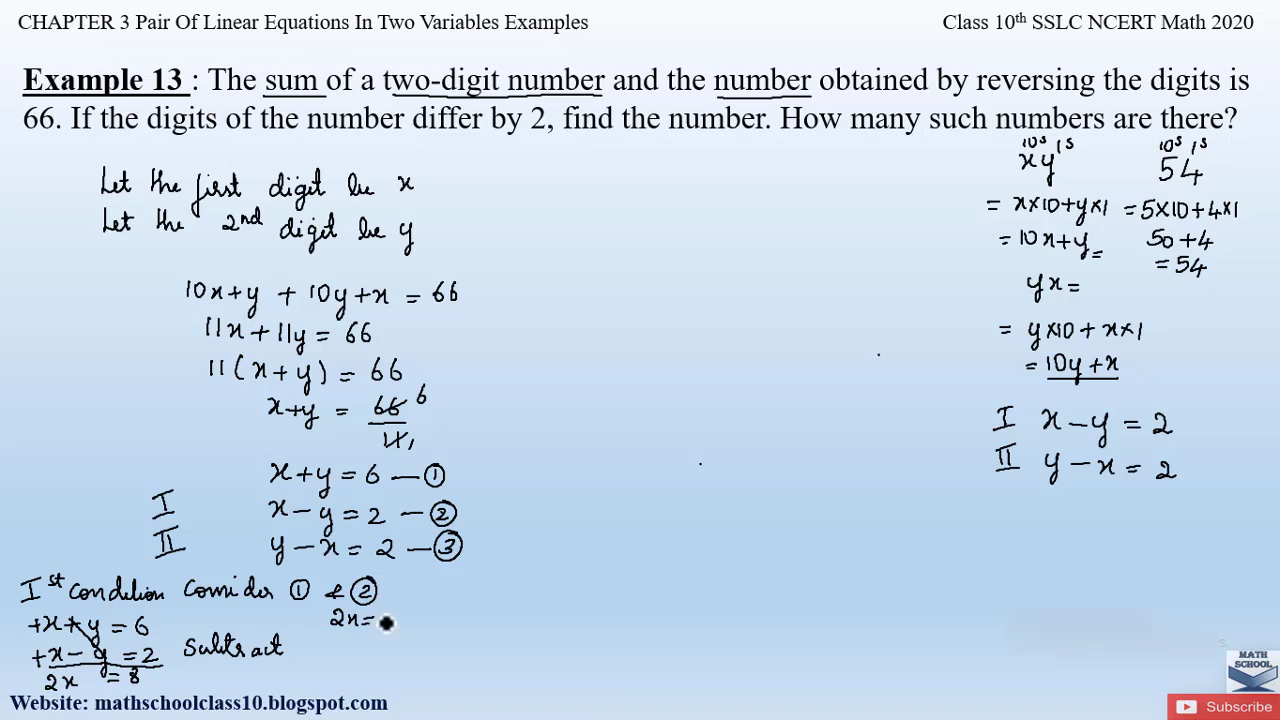 CHAPTER 3 Pair Of Linear Equations In Two Variables Examples
Class 10th SSLC NCERT Math 2020
Example 13 : The sum of a two-digit number and the number obtained by reversing the digits is
66. If the digits of the number differ by 2, find the number. How many such numbers are there?
Let the first digit be x
Let the 2nd digit be y
10x+y + 10y+x = 66
11x + 11y = 66
11(x + y) = 66
x+y = 66/11 6 1
x+y = 6 — ①
I x - y = 2 — ②
II y - x = 2 — ③
Ist condition Consider ① & ②
+x+y = 6
+x - y = 2 Subtract
2x = 8
2x =
10s 1s
xy
= x×10+y×1
= 10x+y
yx =
= y×10 + x×1
= 10y+x
10s 1s
54
= 5×10+4×1
50+4
= 54
I x - y = 2
II y - x = 2
MATH
SCHOOL
Subscribe
Website: mathschoolclass10.blogspot.com